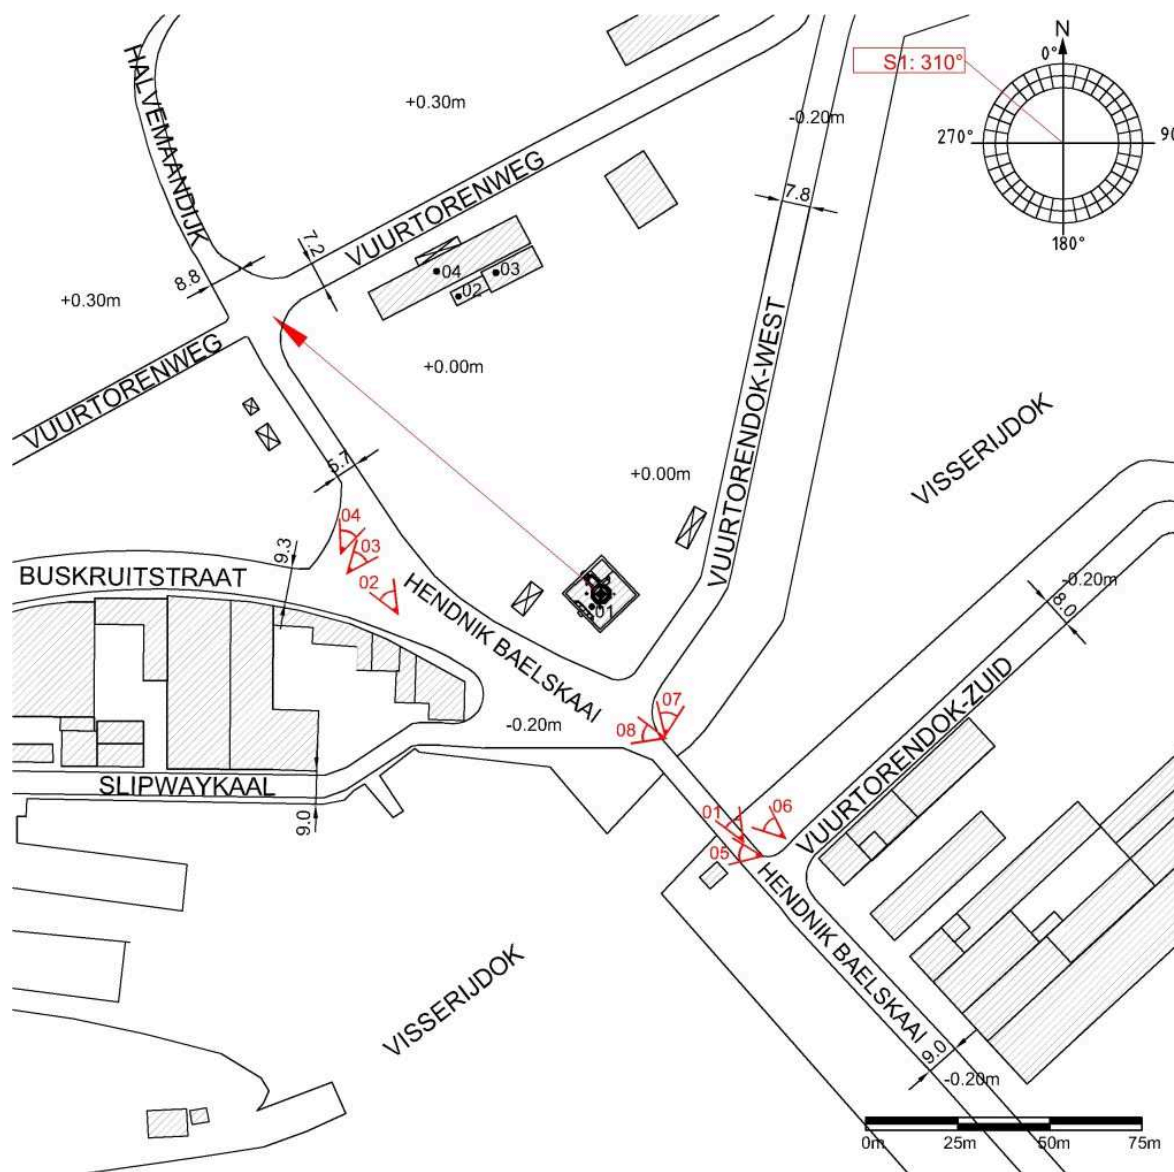 N
0°
S1: 310°
HALVEMAANDIJK
+0.30m
-0.20m
270°
90
VUURTORENWEG
7.8
180°
7.2
04
03
02
8.8
+0.30m
VUURTORENDOK-WEST
VUURTORENWEG
+0.00m
VISSERIJDOK
5.7
+0.00m
04
03
9.3
02
BUSKRUITSTRAAT
HENDNIK BAELSKAAI
01
-0.20m
8.0
07
08
-0.20m
VUURTORENDOK-ZUID
SLIPWAYKAAL
9.0
01
06
05
HENDNIK BAELSKAAI
VISSERIJDOK
9.0
-0.20m
0m 25m 50m 75m